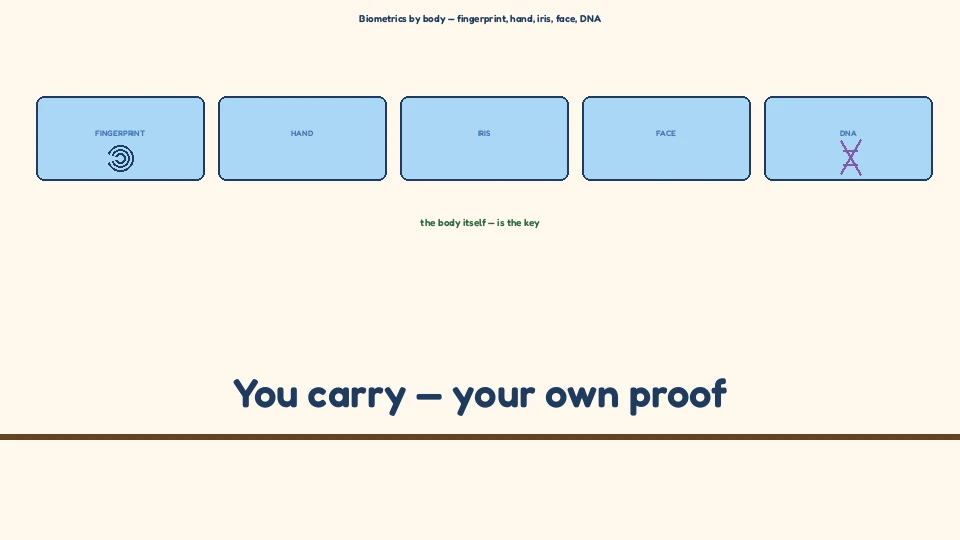 Biometrics by body — fingerprint, hand, iris, face, DNA
FINGERPRINT
HAND
IRIS
FACE
DNA
the body itself — is the key
You carry — your own proof